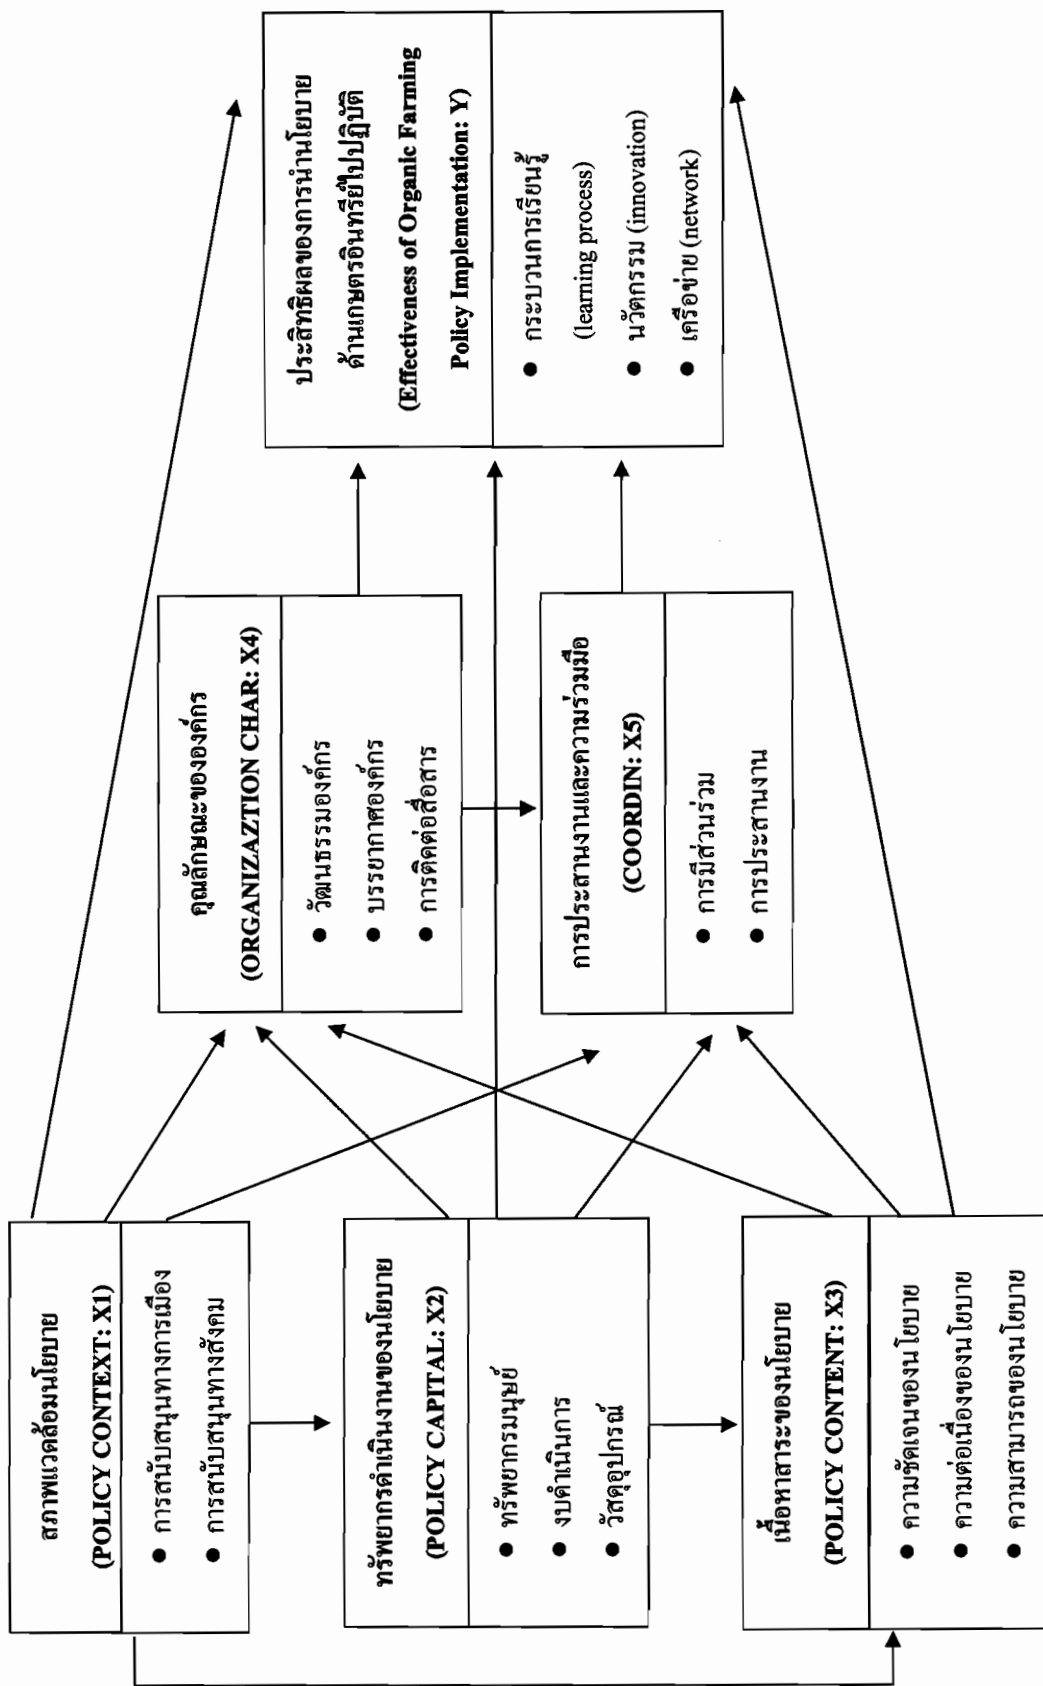 สภาพแวดล้อมนโยบาย
(POLICY CONTEXT: X1)
● การสนับสนุนทางการเมือง
● การสนับสนุนทางสังคม
ทรัพยากรดำเนินงานของนโยบาย
(POLICY CAPITAL: X2)
● ทรัพยากรมนุษย์
● งบดำเนินการ
● วัสดุอุปกรณ์
เนื้อหาสาระของนโยบาย
(POLICY CONTENT: X3)
● ความชัดเจนของนโยบาย
● ความต่อเนื่องของนโยบาย
● ความสามารถของนโยบาย
คุณลักษณะขององค์กร
(ORGANIZAZTION CHAR: X4)
● วัฒนธรรมองค์กร
● บรรยากาศองค์กร
● การติดต่อสื่อสาร
การประสานงานและความร่วมมือ
(COORDIN: X5)
● การมีส่วนร่วม
● การประสานงาน
ประสิทธิผลของการนำนโยบาย
ด้านเกษตรอินทรีย์ไปปฏิบัติ
(Effectiveness of Organic Farming
Policy Implementation: Y)
● กระบวนการเรียนรู้
(learning process)
● นวัตกรรม (innovation)
● เครือข่าย (network)